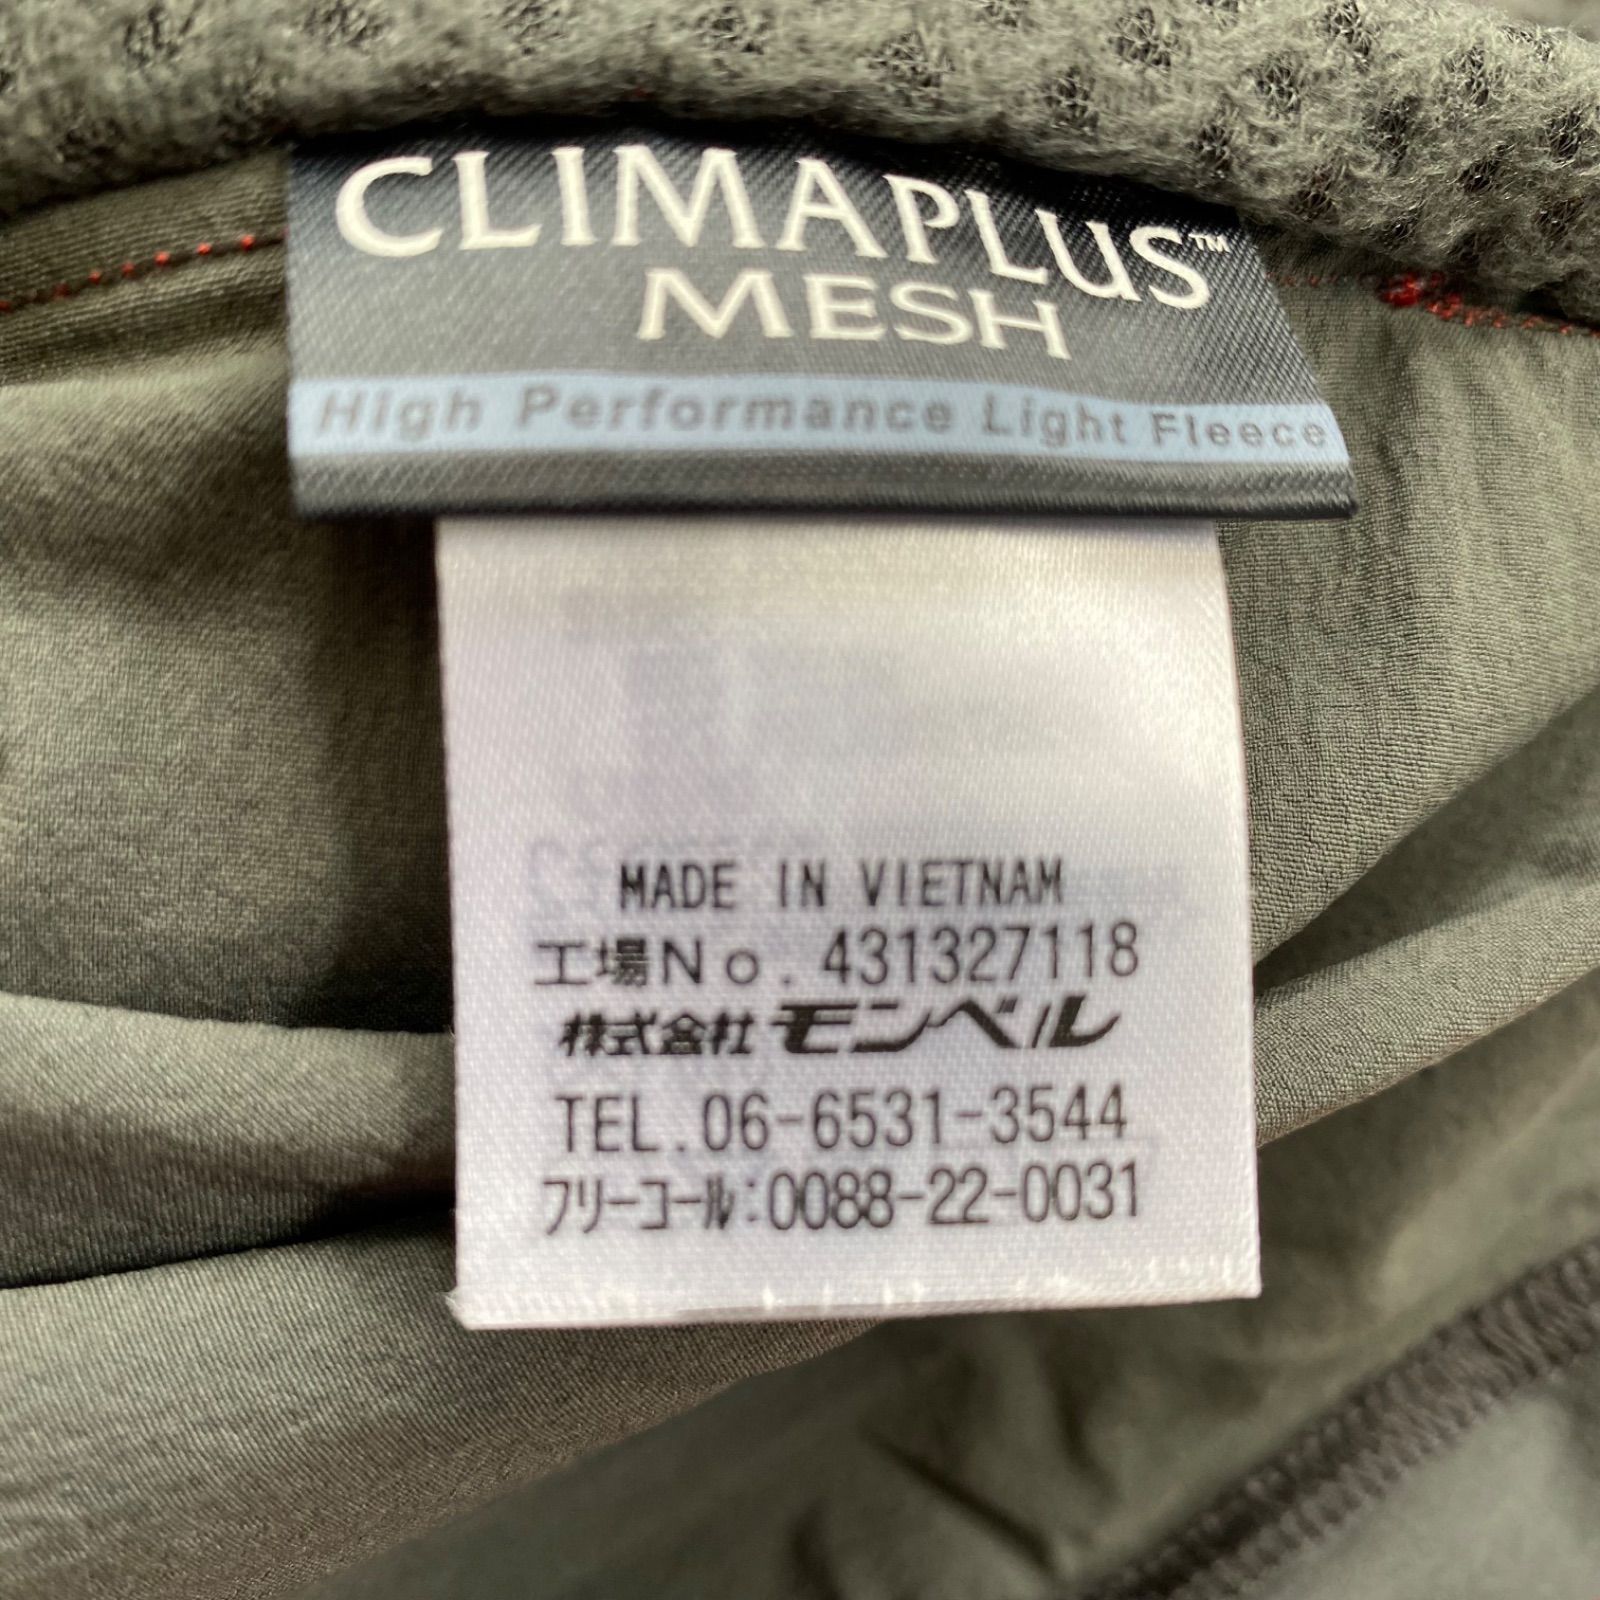 CLIMAPLUS™
MESH
High Performance Light Fleece
MADE IN VIETNAM
工場No. 431327118
株式会社モンベル
TEL.06-6531-3544
フリーコール:0088-22-0031